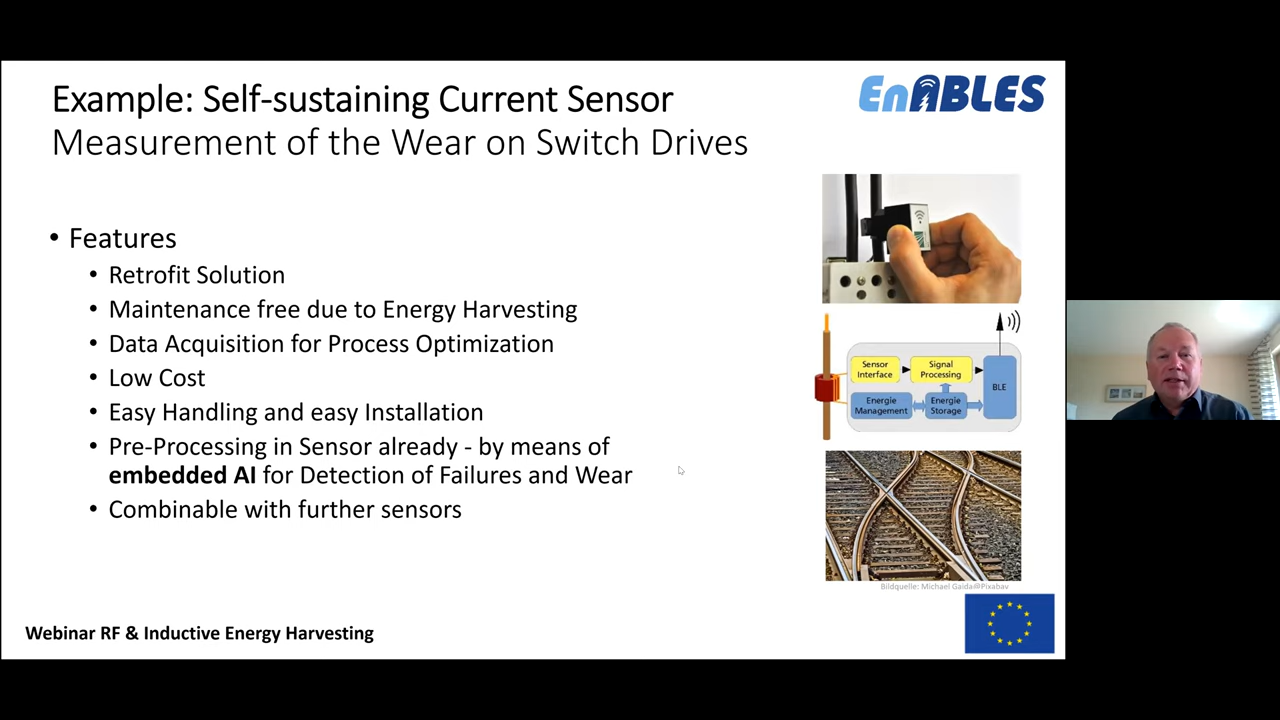 Example: Self-sustaining Current Sensor
Measurement of the Wear on Switch Drives
EnABLES
• Features
• Retrofit Solution
• Maintenance free due to Energy Harvesting
• Data Acquisition for Process Optimization
• Low Cost
• Easy Handling and easy Installation
• Pre-Processing in Sensor already - by means of
embedded AI for Detection of Failures and Wear
• Combinable with further sensors
Sensor
Interface
Signal
Processing
BLE
Energie
Management
Energie
Storage
Bildquelle: Michael Gaida@Pixabay
Webinar RF & Inductive Energy Harvesting